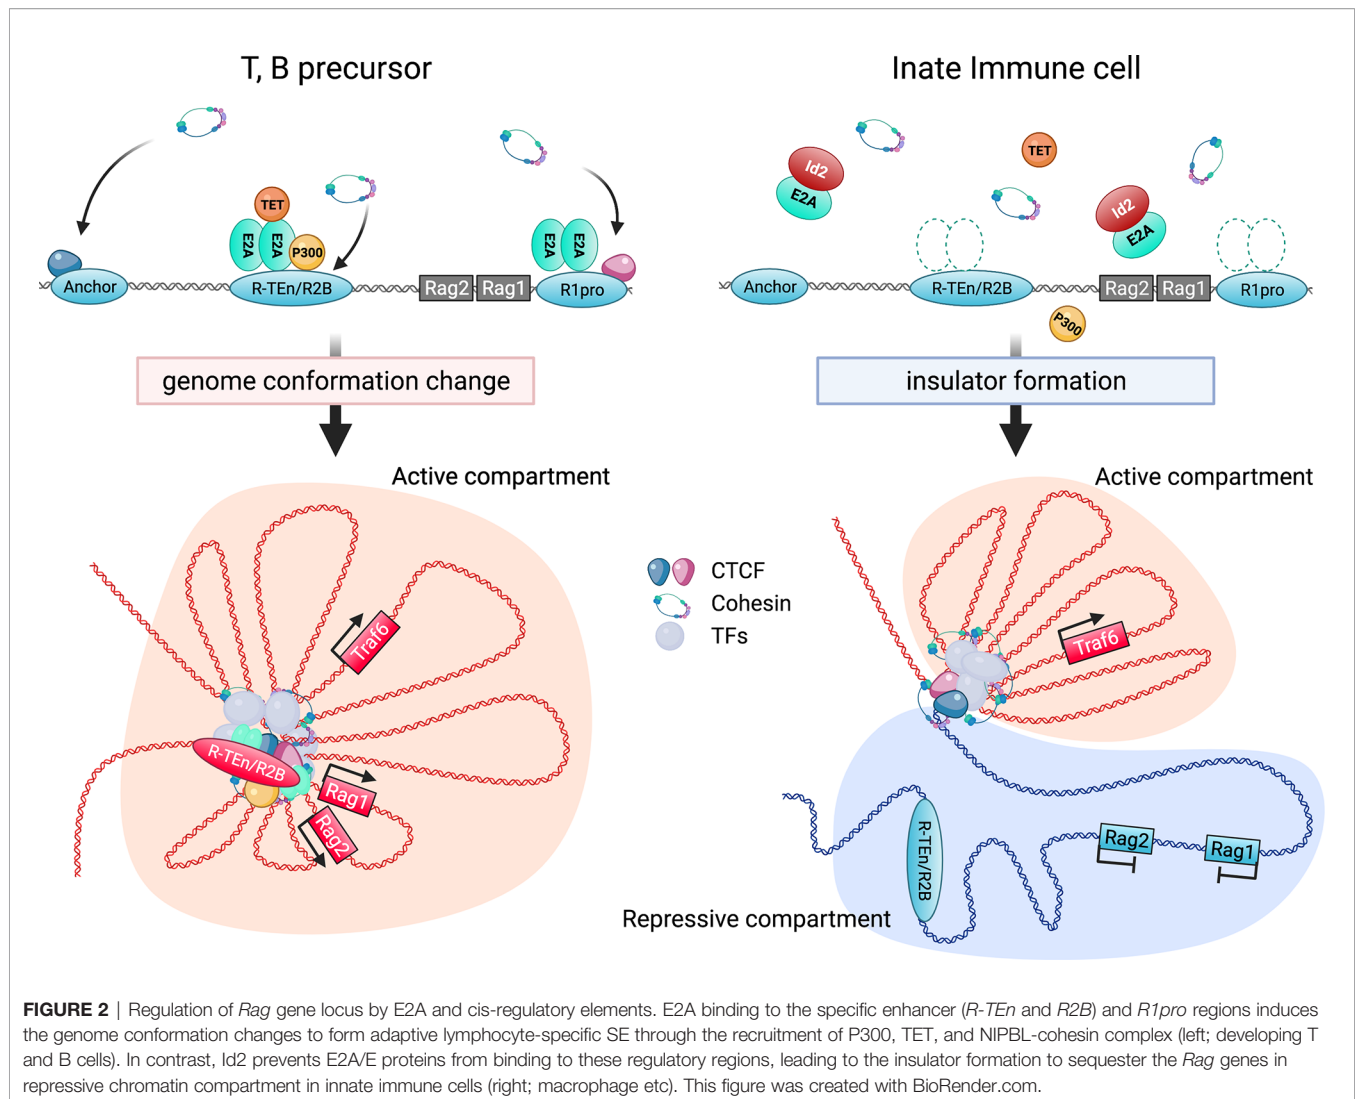 T, B precursor
Inate Immune cell
TET
E2A
E2A
P300
E2A
E2A
Anchor
R-TEn/R2B
Rag2
Rag1
R1pro
Id2
E2A
TET
Id2
E2A
Anchor
R-TEn/R2B
Rag2
Rag1
R1pro
P300
genome conformation change
insulator formation
Active compartment
Active compartment
CTCF
Cohesin
TFs
Traf6
R-TEn/R2B
Rag1
Rag2
Traf6
R-TEn/R2B
Rag2
Rag1
Repressive compartment
FIGURE 2 | Regulation of Rag gene locus by E2A and cis-regulatory elements. E2A binding to the specific enhancer (R-TEn and R2B) and R1pro regions induces
the genome conformation changes to form adaptive lymphocyte-specific SE through the recruitment of P300, TET, and NIPBL-cohesin complex (left; developing T
and B cells). In contrast, Id2 prevents E2A/E proteins from binding to these regulatory regions, leading to the insulator formation to sequester the Rag genes in
repressive chromatin compartment in innate immune cells (right; macrophage etc). This figure was created with BioRender.com.